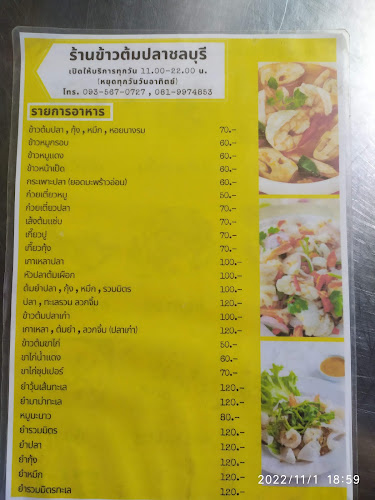 ร้านข้าวต้มปลาชลบุรี
เปิดให้บริการทุกวัน 11.00-22.00 น.
(หยุดทุกวันวันอาทิตย์)
โทร. 093-567-0727 , 081-9974653
รายการอาหาร
ข้าวต้มปลา , กุ้ง , หมึก , หอยนางรม 70.-
ข้าวหมูกรอบ 60.-
ข้าวหมูแดง 60.-
ข้าวหน้าเป็ด 60.-
กระเพาะปลา (ยอดมะพร้าวอ่อน) 60.-
ก๋วยเตี๋ยวหมู 50.-
ก๋วยเตี๋ยวปลา 70.-
เล้งต้มแซ่บ 70.-
เกี๊ยวปู 70.-
เกี๊ยวกุ้ง 70.-
เกาเหลาปลา 100.-
หัวปลาต้มเผือก 100.-
ต้มยำปลา , กุ้ง , หมึก , รวมมิตร 100.-
ปลา , ทะเลรวม ลวกจิ้ม 120.-
ข้าวต้มปลาเก๋า 100.-
เกาเหลา , ต้มยำ , ลวกจิ้ม (ปลาเก๋า) 120.-
ข้าวต้มขาไก่ 50.-
ขาไก่น้ำแดง 60.-
ขาไก่ซุปเปอร์ 70.-
ยำวุ้นเส้นทะเล 120.-
ยำมาม่าทะเล 120.-
หมูมะนาว 80.-
ยำรวมมิตร 120.-
ยำปลา 120.-
ยำกุ้ง 120.-
ยำหมึก 120.-
ยำรวมมิตรทะเล 120.-
2022/11/1 18:59